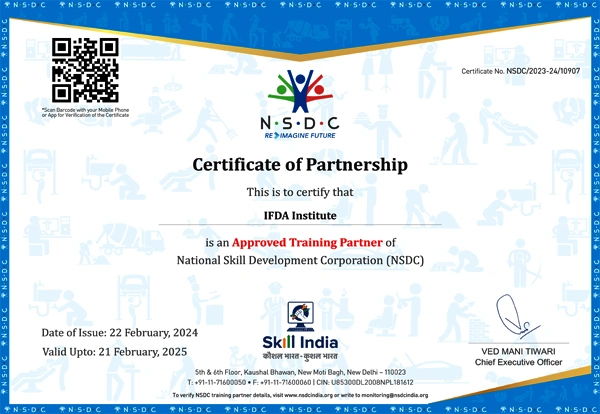 *Scan Barcode with your Mobile Phone
or App for Verification of the Certificate
Certificate No. NSDC/2023-24/10907
N·S·D·C
RE IMAGINE FUTURE
Certificate of Partnership
This is to certify that
IFDA Institute
is an Approved Training Partner of
National Skill Development Corporation (NSDC)
Date of Issue: 22 February, 2024
Valid Upto: 21 February, 2025
Skill India
कौशल भारत-कुशल भारत
VED MANI TIWARI
Chief Executive Officer
5th & 6th Floor, Kaushal Bhawan, New Moti Bagh, New Delhi – 110023
T: +91-11-71600050 • F: +91-11-71600060 | CIN: U85300DL2008NPL181612
To verify NSDC training partner details, visit www.nsdcindia.org or write to monitoring@nsdcindia.org